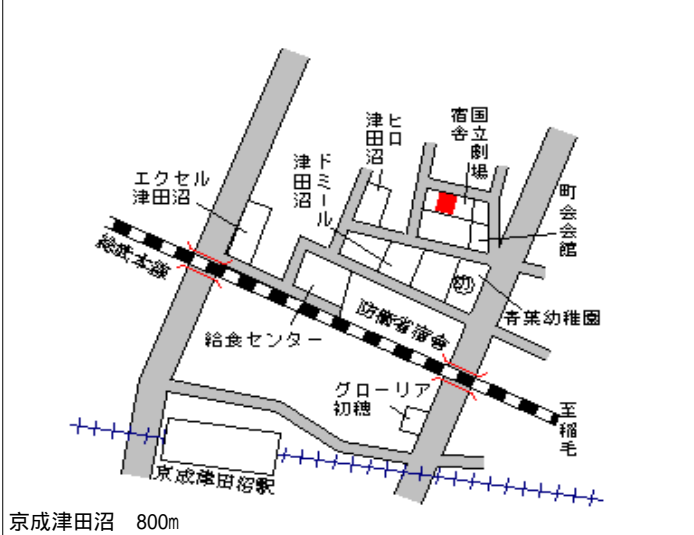 国立劇場
宿舎
ヒロ
津田沼
ドミール
津田沼
エクセル
津田沼
町会会館
総武本線
幼
青葉幼稚園
防衛省宿舎
給食センター
グローリア
初穂
至稲毛
京成津田沼駅
京成津田沼 800m